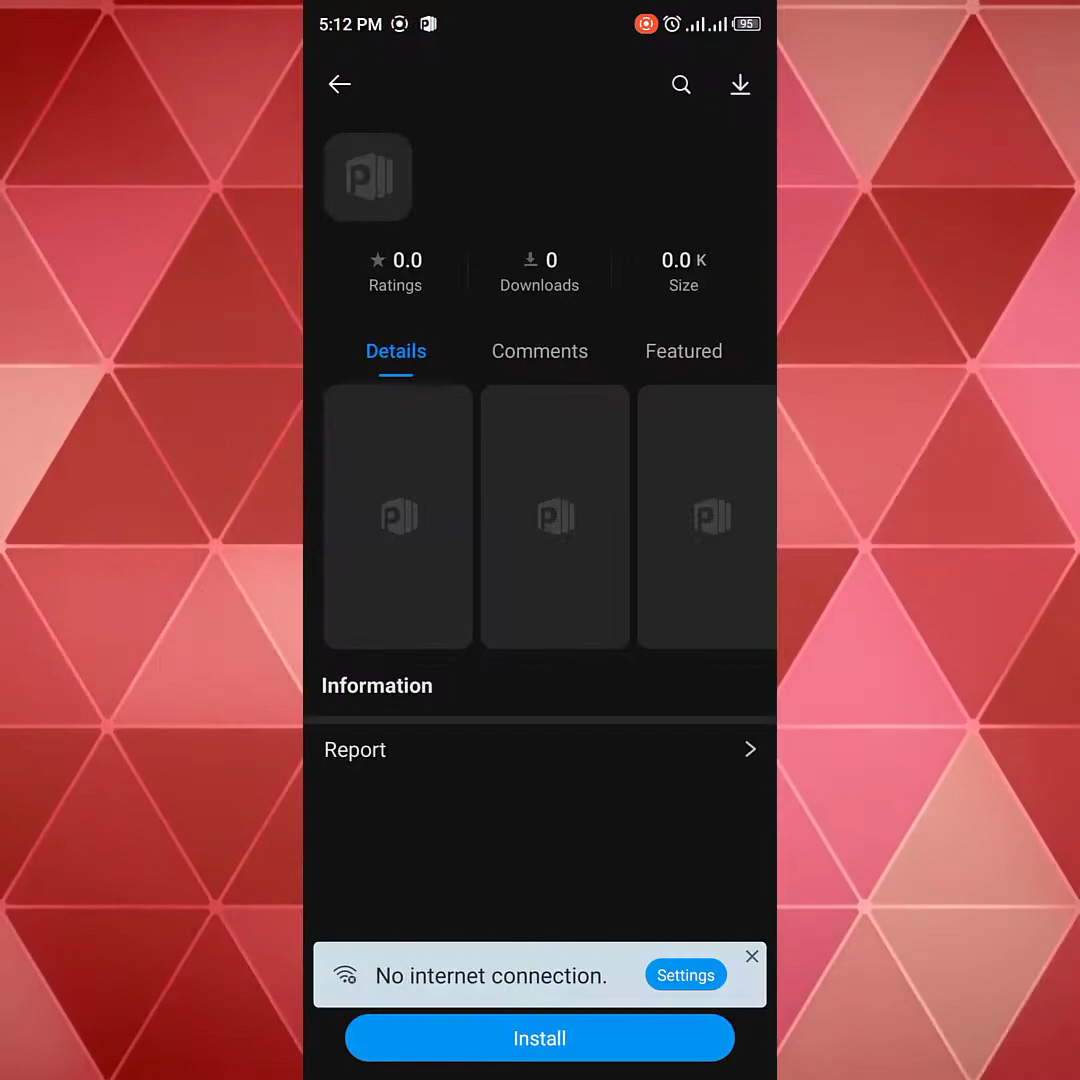 5:12 PM 95
0.0 0 0.0 K
Ratings Downloads Size
Details Comments Featured
Information
Report
No internet connection. Settings
Install